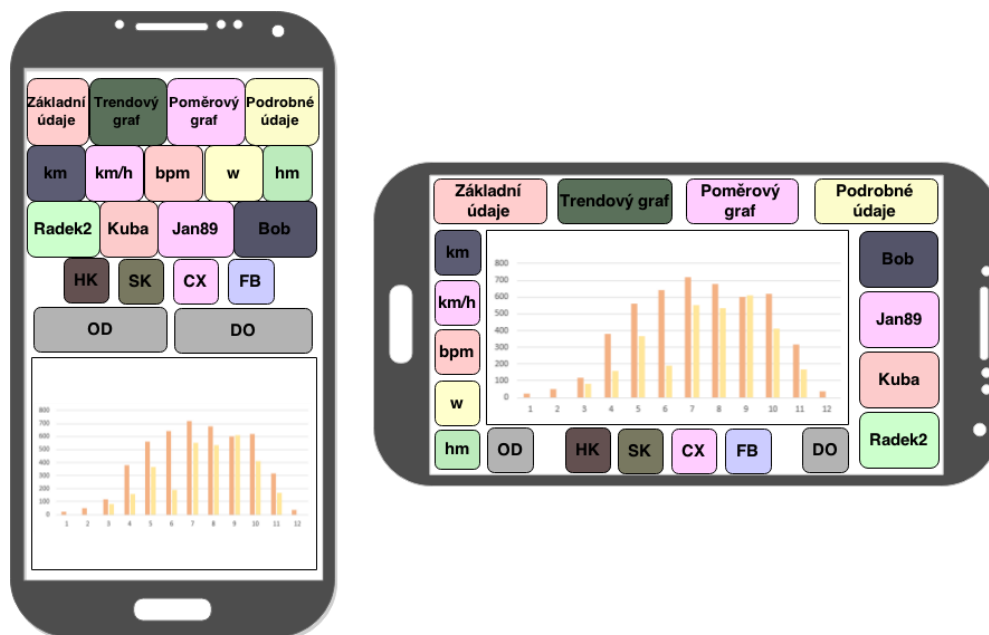 Základní
údaje
Trendový
graf
Poměrový
graf
Podrobné
údaje
km km/h bpm w hm
Radek2 Kuba Jan89 Bob
HK SK CX FB
OD DO
800
700
600
500
400
300
200
100
0
1 2 3 4 5 6 7 8 9 10 11 12
Základní
údaje
Trendový graf
Poměrový
graf
Podrobné
údaje
km
km/h
bpm
w
hm
800
700
600
500
400
300
200
100
0
1 2 3 4 5 6 7 8 9 10 11 12
Bob
Jan89
Kuba
Radek2
OD HK SK CX FB DO